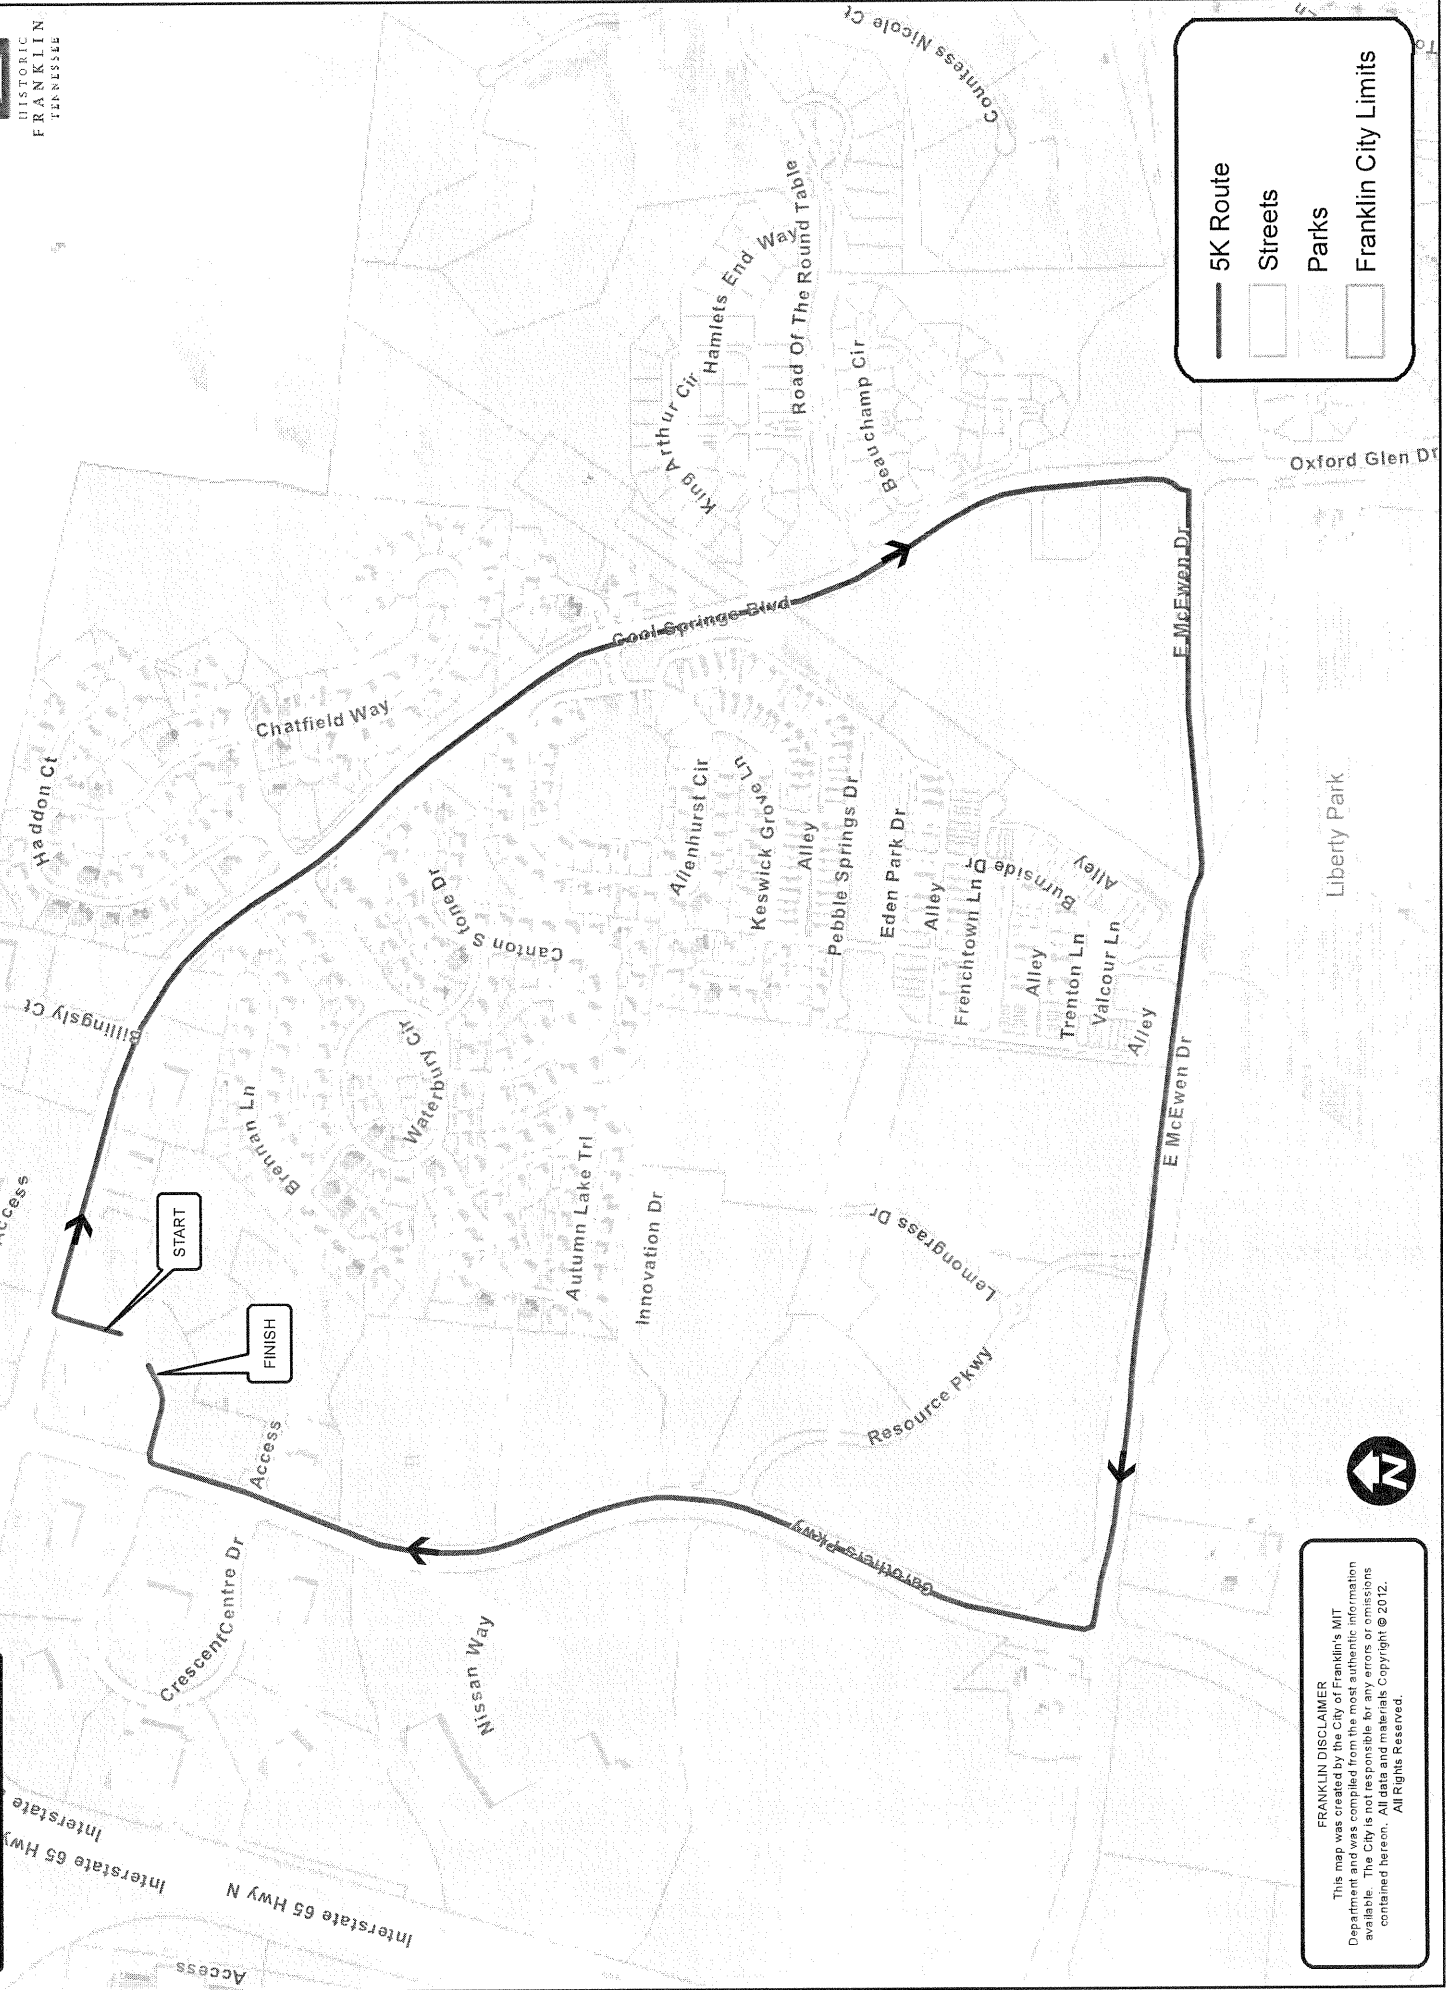 HISTORIC
FRANKLIN
TENNESSEE
Interstate
Interstate 65 Hwy
Interstate 65 Hwy N
Access
CrescentCentre Dr
Nissan Way
Access
FINISH
START
Access
Billingsly Ct
Haddon Ct
Chatfield Way
Brennan Ln
Waterbury Cir
Canton Stone Dr
Autumn Lake Trl
Innovation Dr
Cool Springs Blvd
Allenhurst Cir
Keswick Grove Ln
Alley
Pebble Springs Dr
Eden Park Dr
Alley
Frenchtown Ln
Burnside Dr
Alley
Alley
Trenton Ln
Valcour Ln
Alley
King Arthur Cir
Hamlets End Way
Road Of The Round Table
Beauchamp Cir
Countess Nicole Ct
Lemongrass Dr
Resource Pkwy
Carothers Pkwy
E McEwen Dr
E McEwen Dr
Oxford Glen Dr
Liberty Park
5K Route
Streets
Parks
Franklin City Limits
N
FRANKLIN DISCLAIMER
This map was created by the City of Franklin's MIT
Department and was compiled from the most authentic information
available. The City is not responsible for any errors or omissions
contained hereon. All data and materials Copyright © 2012.
All Rights Reserved.